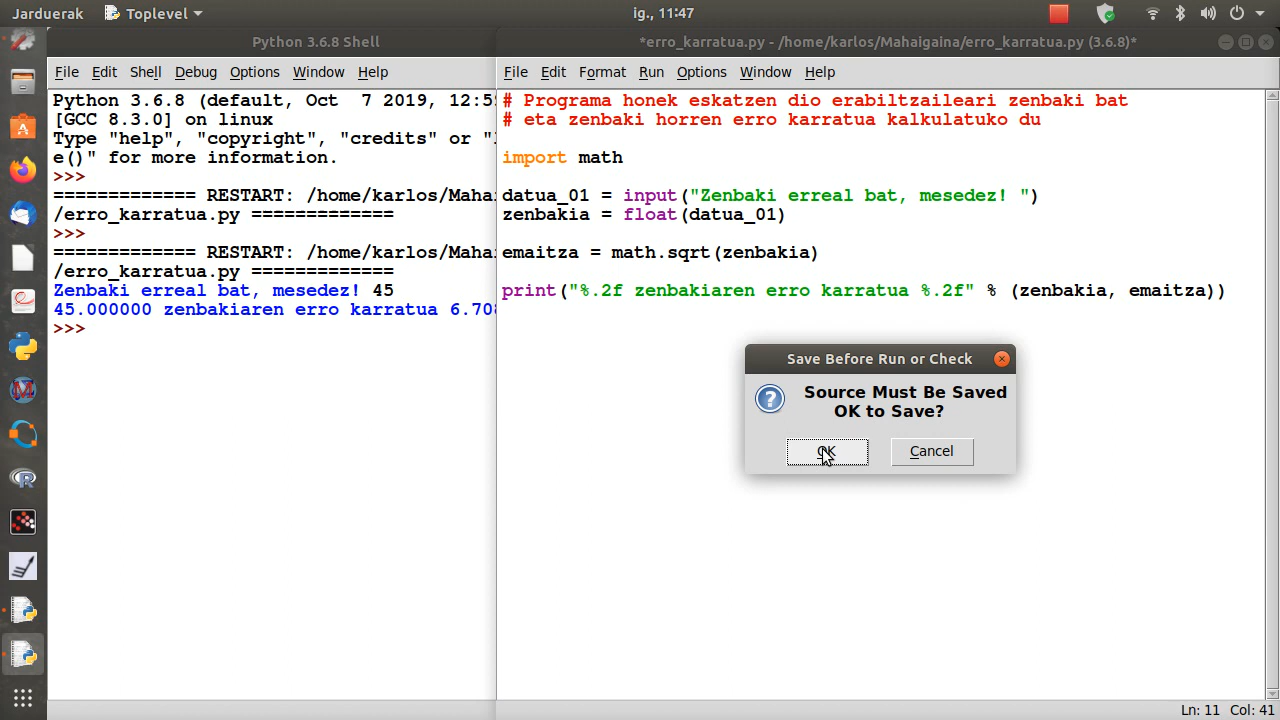 Jarduerak
Toplevel
ig., 11:47
Python 3.6.8 Shell
*erro_karratua.py - /home/karlos/Mahaigaina/erro_karratua.py (3.6.8)*
File Edit Shell Debug Options Window Help
File Edit Format Run Options Window Help
Python 3.6.8 (default, Oct  7 2019, 12:5
[GCC 8.3.0] on linux
Type "help", "copyright", "credits" or "
e()" for more information.
>>>
============= RESTART: /home/karlos/Maha
/erro_karratua.py =============
>>>
============= RESTART: /home/karlos/Maha
/erro_karratua.py =============
Zenbaki erreal bat, mesedez! 45
45.000000 zenbakiaren erro karratua 6.70
>>>
# Programa honek eskatzen dio erabiltzaileari zenbaki bat
# eta zenbaki horren erro karratua kalkulatuko du
import math
datua_01 = input("Zenbaki erreal bat, mesedez! ")
zenbakia = float(datua_01)
emaitza = math.sqrt(zenbakia)
print("%.2f zenbakiaren erro karratua %.2f" % (zenbakia, emaitza))
Save Before Run or Check
Source Must Be Saved
OK to Save?
OK
Cancel
Ln: 11 Col: 41